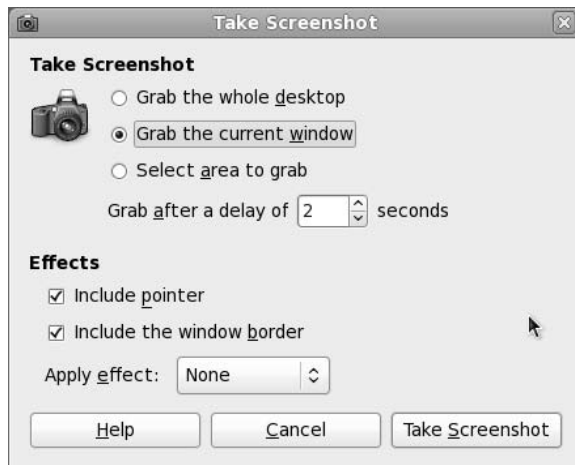 Take Screenshot
Take Screenshot
Grab the whole desktop
Grab the current window
Select area to grab
Grab after a delay of 2 seconds
Effects
Include pointer
Include the window border
Apply effect: None
Help Cancel Take Screenshot